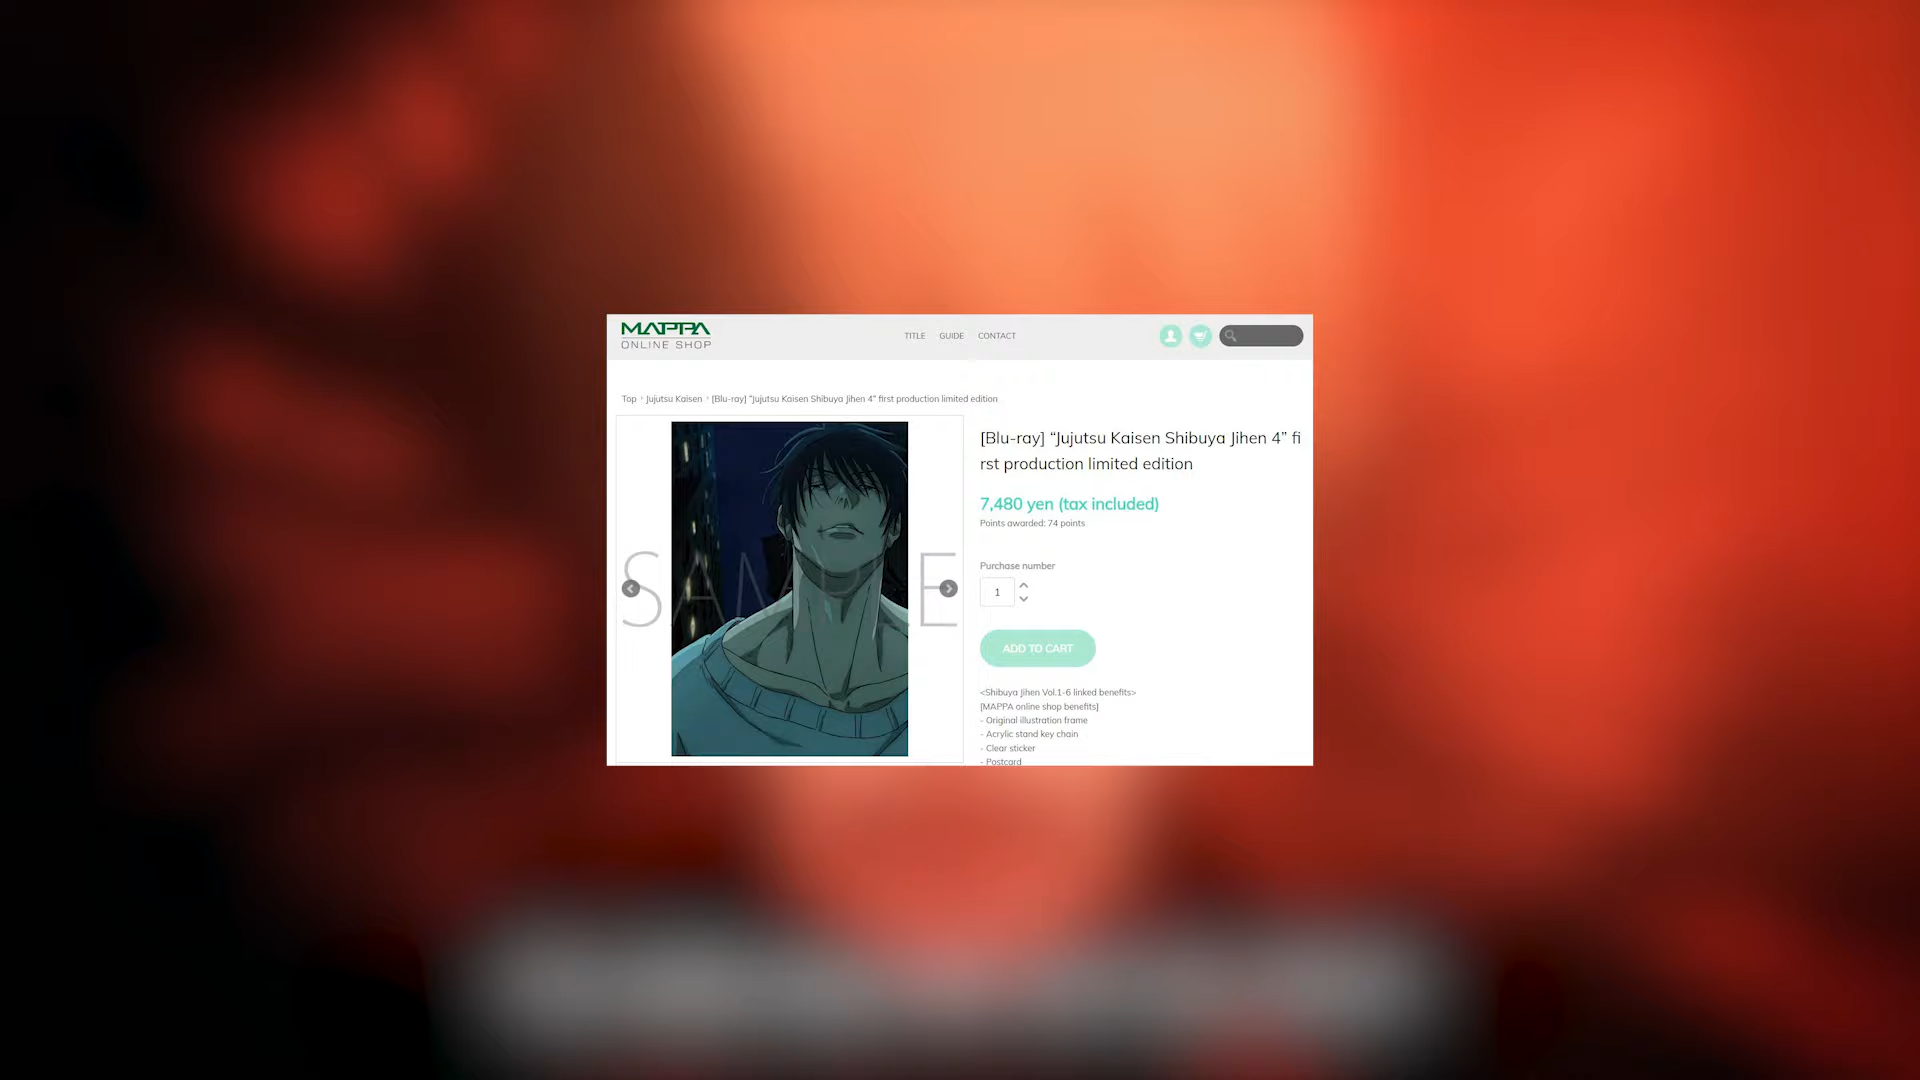 MAPPA
ONLINE SHOP
TITLE GUIDE CONTACT
Top › Jujutsu Kaisen › [Blu-ray] “Jujutsu Kaisen Shibuya Jihen 4” first production limited edition
SAMPLE
[Blu-ray] “Jujutsu Kaisen Shibuya Jihen 4” fi
rst production limited edition
7,480 yen (tax included)
Points awarded: 74 points
Purchase number
1
ADD TO CART
<Shibuya Jihen Vol.1-6 linked benefits>
[MAPPA online shop benefits]
- Original illustration frame
- Acrylic stand key chain
- Clear sticker
- Postcard